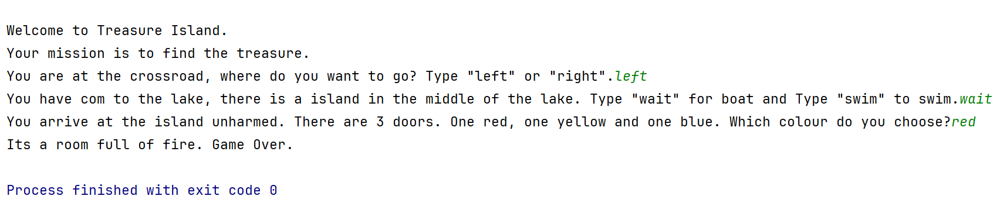 Welcome to Treasure Island.
Your mission is to find the treasure.
You are at the crossroad, where do you want to go? Type "left" or "right".left
You have com to the lake, there is a island in the middle of the lake. Type "wait" for boat and Type "swim" to swim.wait
You arrive at the island unharmed. There are 3 doors. One red, one yellow and one blue. Which colour do you choose?red
Its a room full of fire. Game Over.
Process finished with exit code 0